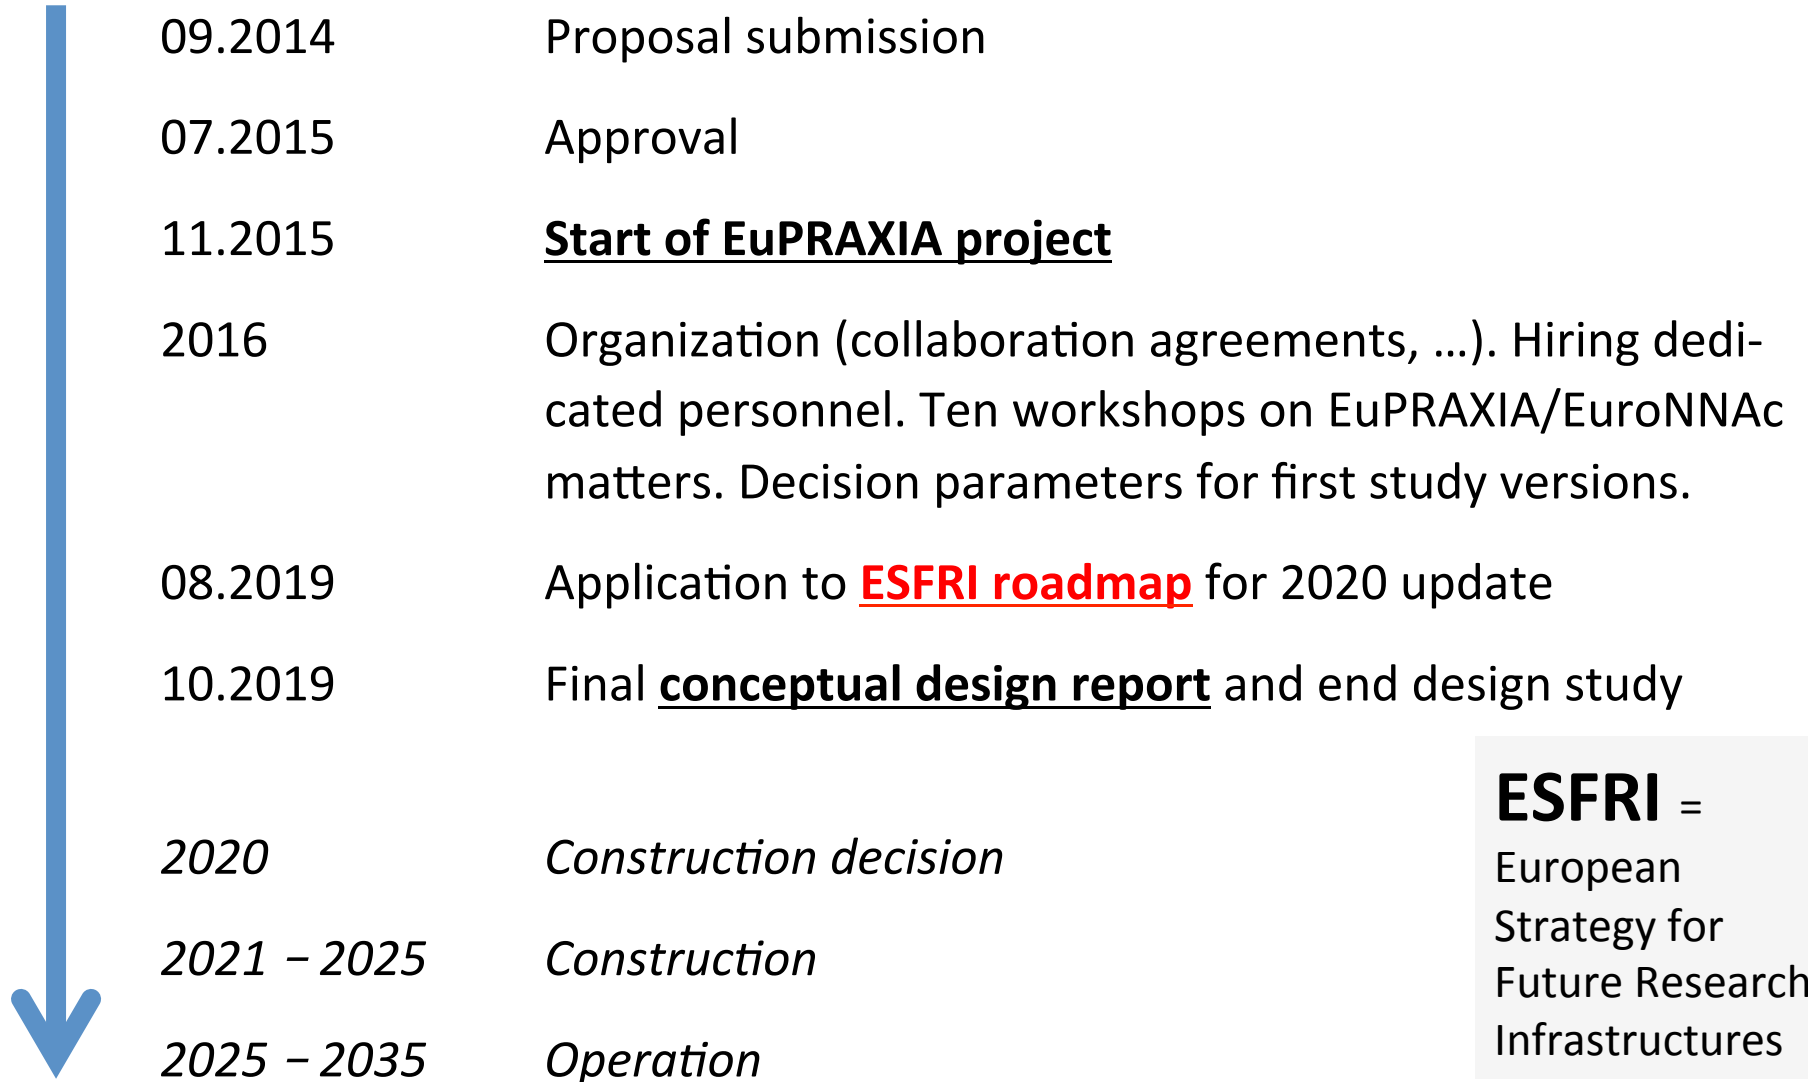 09.2014 Proposal submission
07.2015 Approval
11.2015 Start of EuPRAXIA project
2016 Organization (collaboration agreements, …). Hiring dedi-
cated personnel. Ten workshops on EuPRAXIA/EuroNNAc
matters. Decision parameters for first study versions.
08.2019 Application to ESFRI roadmap for 2020 update
10.2019 Final conceptual design report and end design study
2020 Construction decision
2021 – 2025 Construction
2025 – 2035 Operation
ESFRI =
European
Strategy for
Future Research
Infrastructures